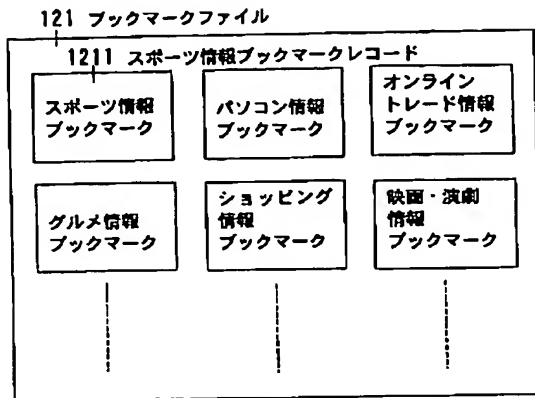 121 ブックマークファイル
1211 スポーツ情報ブックマークレコード
スポーツ情報
ブックマーク
パソコン情報
ブックマーク
オンライン
トレード情報
ブックマーク
グルメ情報
ブックマーク
ショッピング
情報
ブックマーク
映画・演劇
情報
ブックマーク